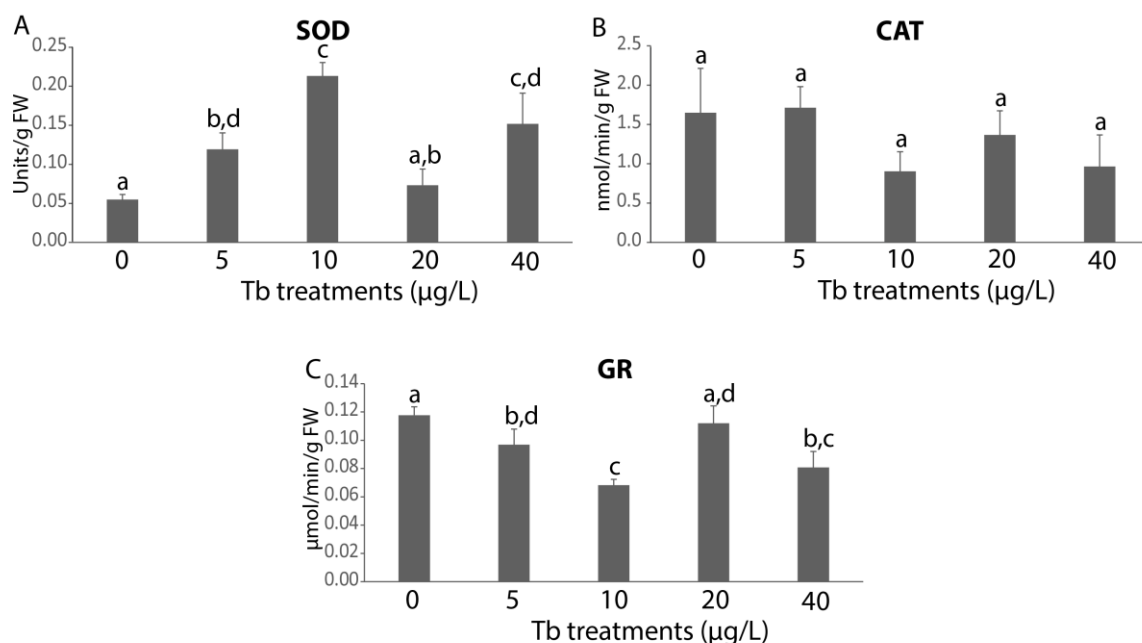 A
SOD
Units/g FW
0.25
0.20
0.15
0.10
0.05
0.00
a
b,d
c
a,b
c,d
0 5 10 20 40
Tb treatments (µg/L)
B
CAT
nmol/min/g FW
2.5
2.0
1.5
1.0
0.5
0.0
a
a
a
a
a
0 5 10 20 40
Tb treatments (µg/L)
C
GR
µmol/min/g FW
0.14
0.12
0.10
0.08
0.06
0.04
0.02
0.00
a
b,d
c
a,d
b,c
0 5 10 20 40
Tb treatments (µg/L)